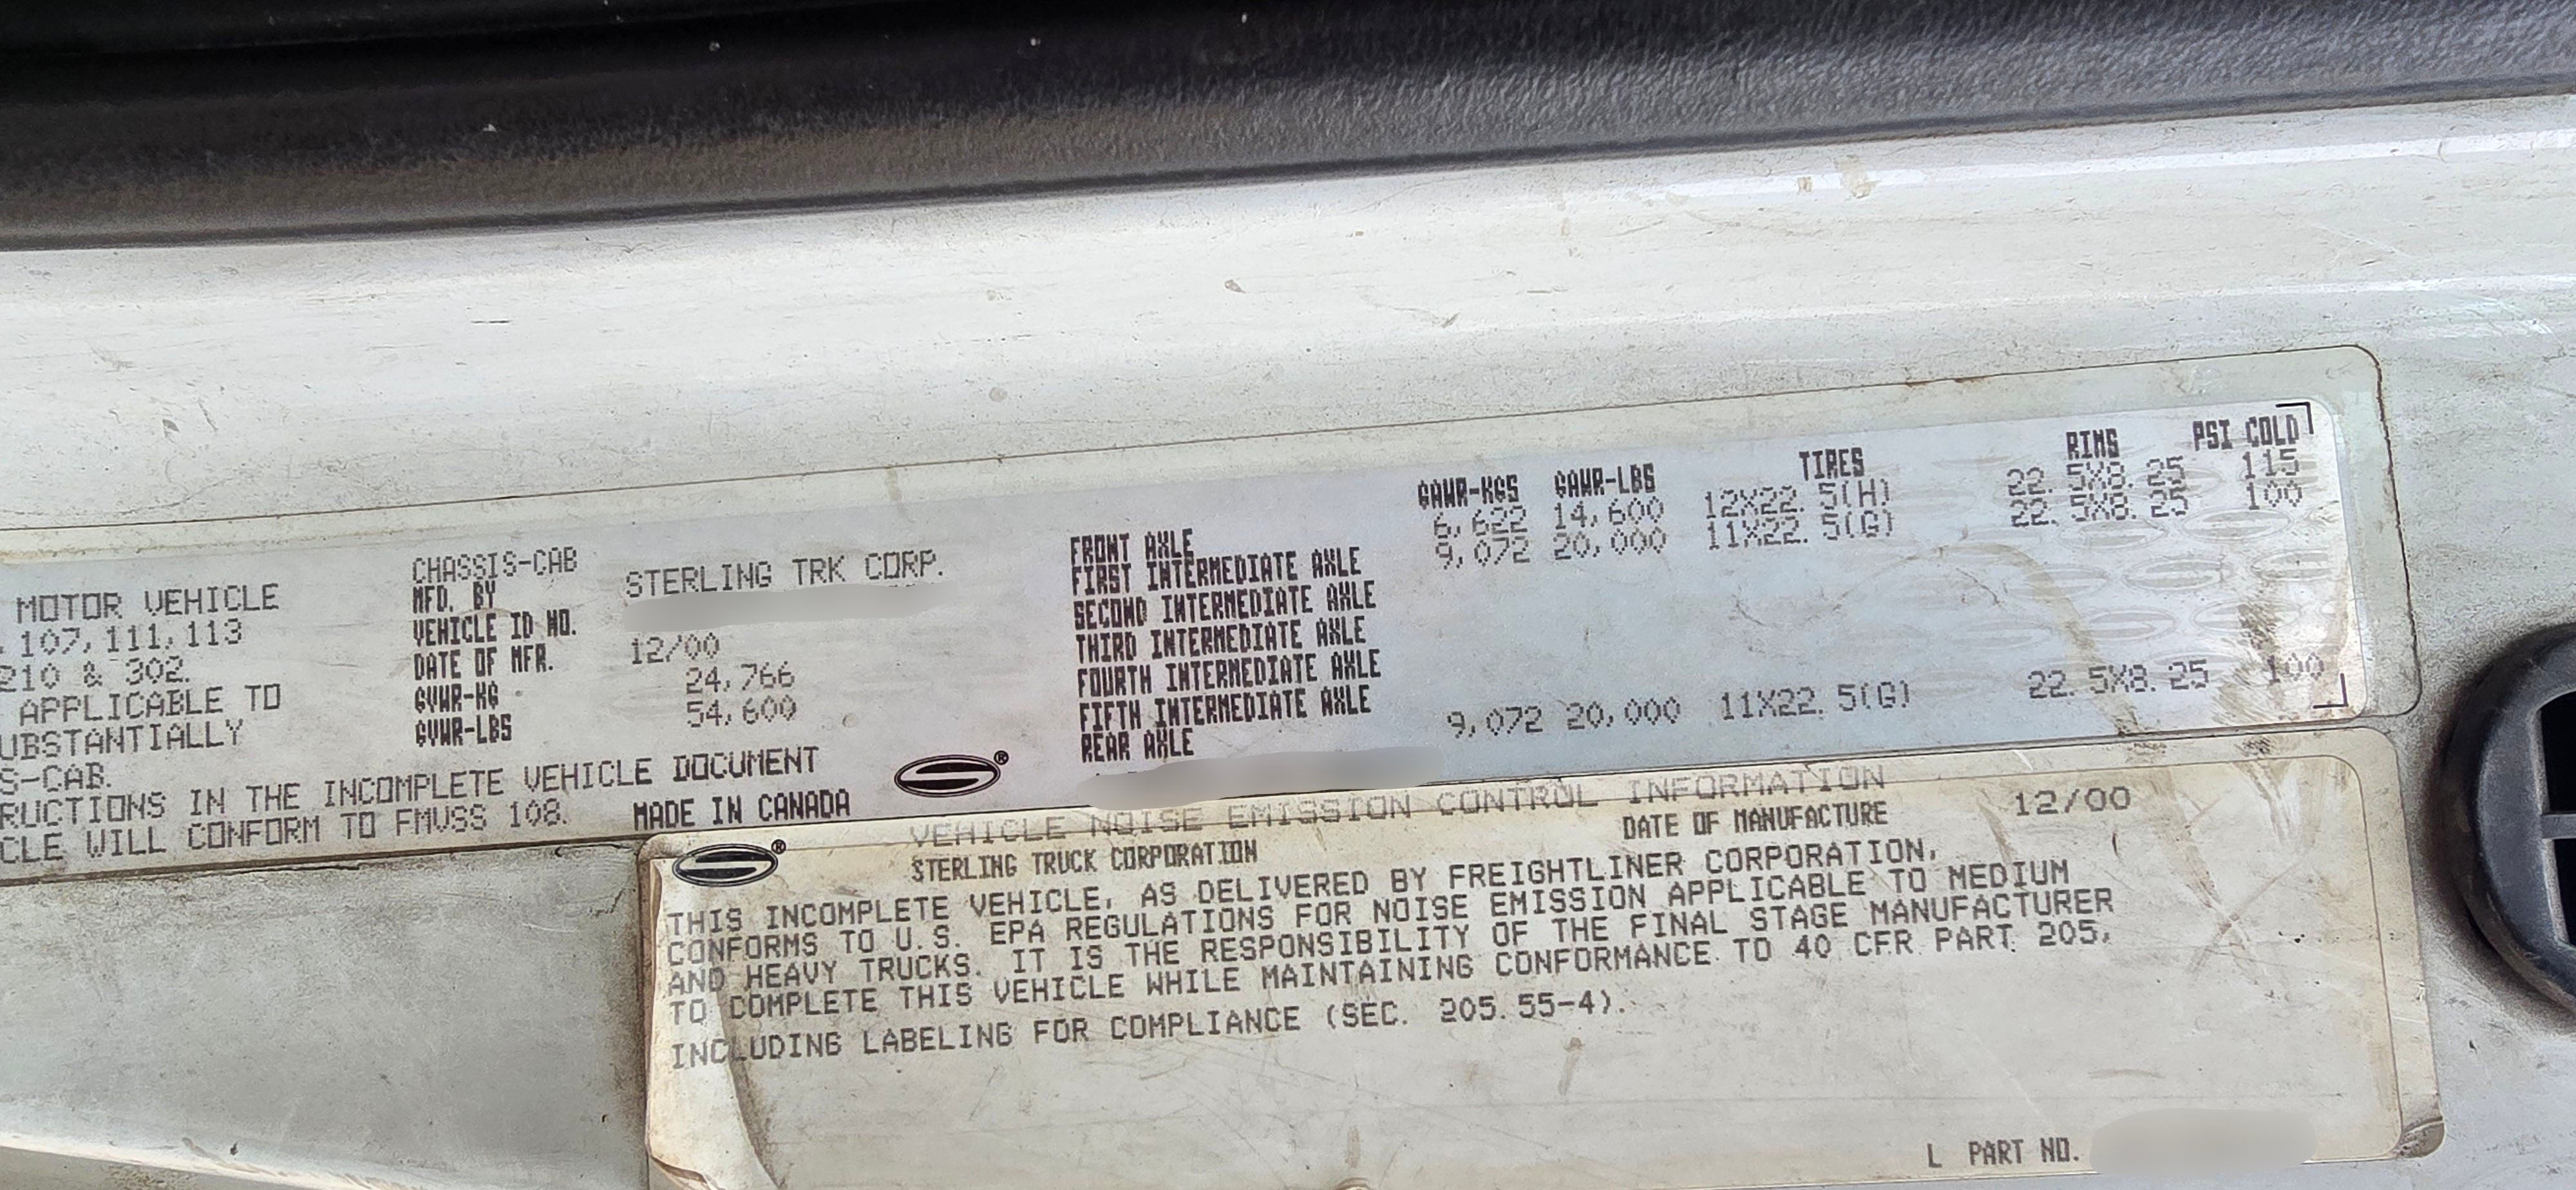 MOTOR VEHICLE
107, 111, 113
210 & 302.
APPLICABLE TO
UBSTANTIALLY
S-CAB.
RUCTIONS IN THE INCOMPLETE VEHICLE DOCUMENT
CLE WILL CONFORM TO FMVSS 108.
MADE IN CANADA
CHASSIS-CAB
MFD. BY STERLING TRK CORP.
VEHICLE ID NO.
DATE OF MFR. 12/00
GVWR-KG 24,766
GVWR-LBS 54,600
GAWR-KGS GAWR-LBS TIRES RIMS PSI COLD
FRONT AXLE 6,622 14,600 12X22.5(H) 22.5X8.25 115
FIRST INTERMEDIATE AXLE 9,072 20,000 11X22.5(G) 22.5X8.25 100
SECOND INTERMEDIATE AXLE
THIRD INTERMEDIATE AXLE
FOURTH INTERMEDIATE AXLE
FIFTH INTERMEDIATE AXLE
REAR AXLE 9,072 20,000 11X22.5(G) 22.5X8.25 100
VEHICLE NOISE EMISSION CONTROL INFORMATION
STERLING TRUCK CORPORATION DATE OF MANUFACTURE 12/00
THIS INCOMPLETE VEHICLE, AS DELIVERED BY FREIGHTLINER CORPORATION,
CONFORMS TO U.S. EPA REGULATIONS FOR NOISE EMISSION APPLICABLE TO MEDIUM
AND HEAVY TRUCKS. IT IS THE RESPONSIBILITY OF THE FINAL STAGE MANUFACTURER
TO COMPLETE THIS VEHICLE WHILE MAINTAINING CONFORMANCE TO 40 CFR PART 205,
INCLUDING LABELING FOR COMPLIANCE (SEC. 205.55-4).
L PART NO.